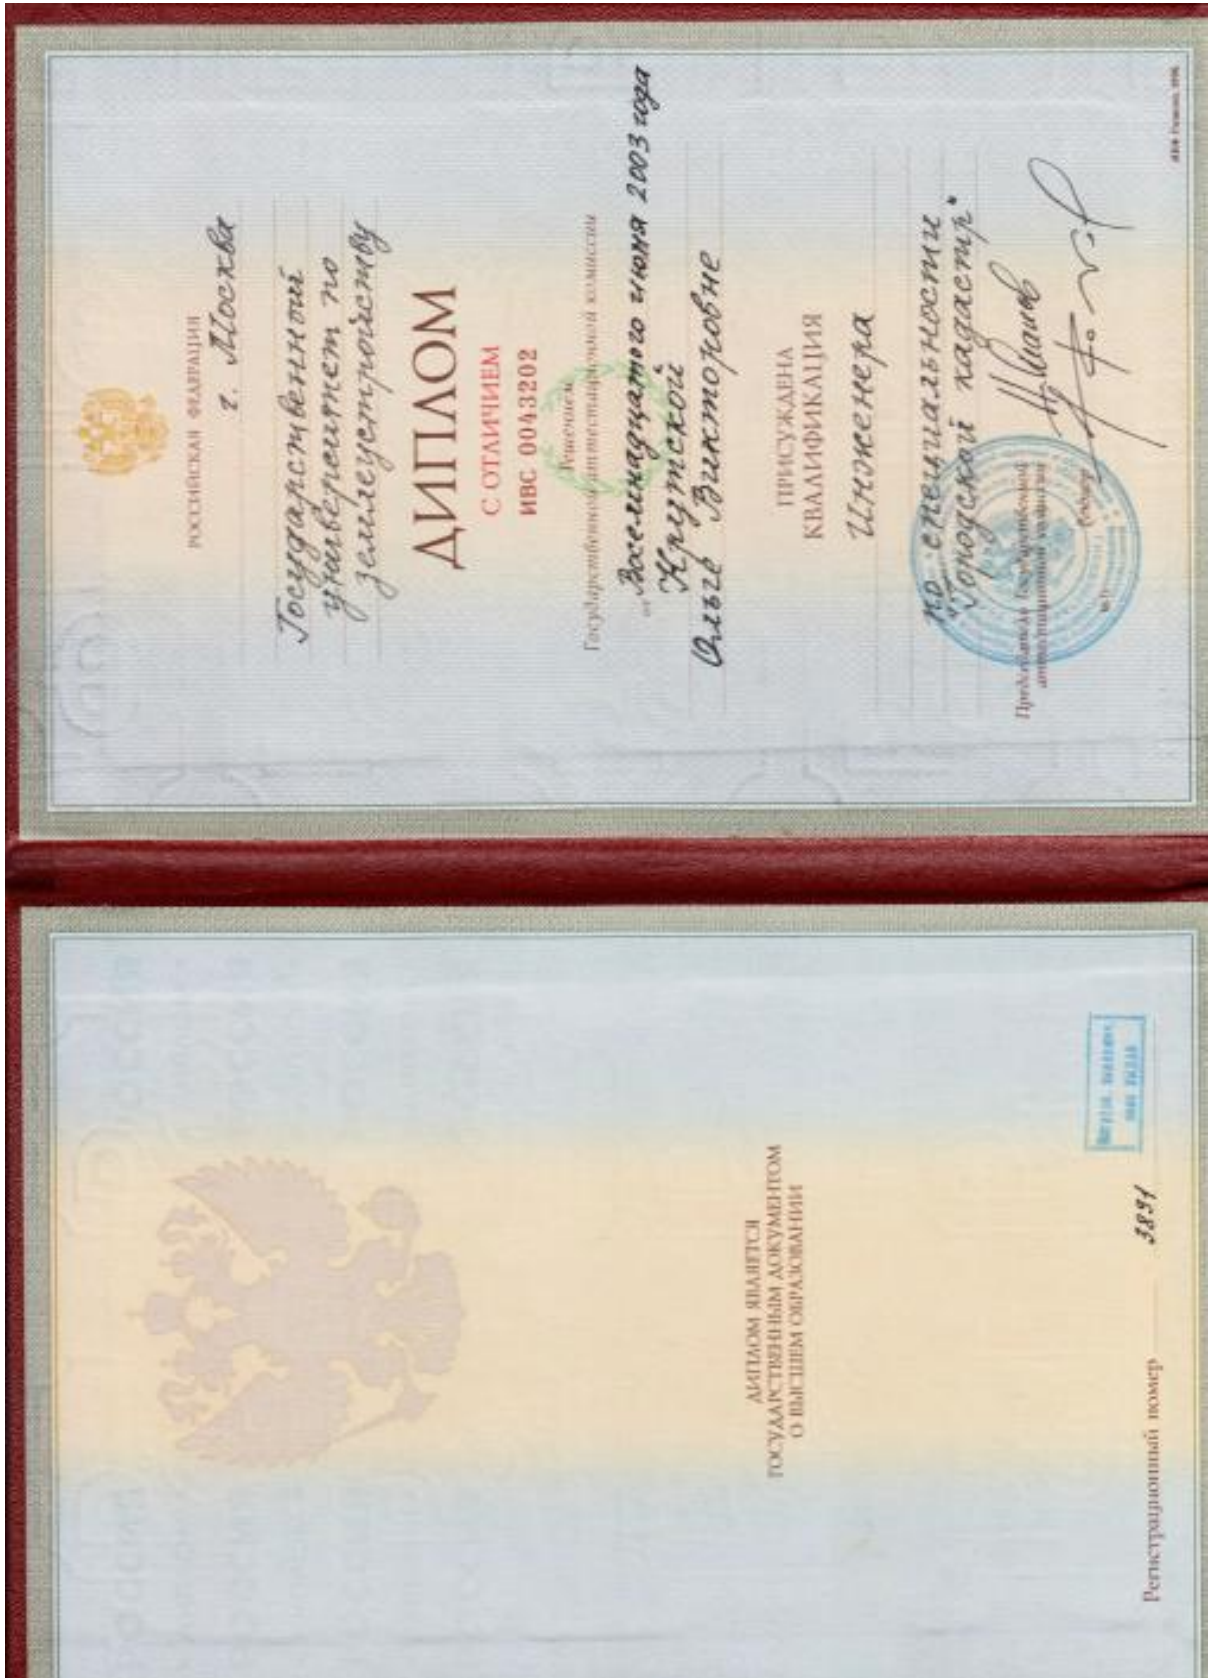 ДИПЛОМ ЯВЛЯЕТСЯ
ГОСУДАРСТВЕННЫМ ДОКУМЕНТОМ
О ВЫСШЕМ ОБРАЗОВАНИИ
Регистрационный номер 3891
РОССИЙСКАЯ ФЕДЕРАЦИЯ
г. Москва
Государственный
университет по
землеустройству
ДИПЛОМ
С ОТЛИЧИЕМ
ИВС 0043202
Решением
Государственной аттестационной комиссии
от Восемнадцатого июня 2003 года
Крутской
Ольге Викторовне
ПРИСУЖДЕНА
КВАЛИФИКАЦИЯ
Инженера
по специальности
"Городской кадастр"
Председатель Государственной
аттестационной комиссии